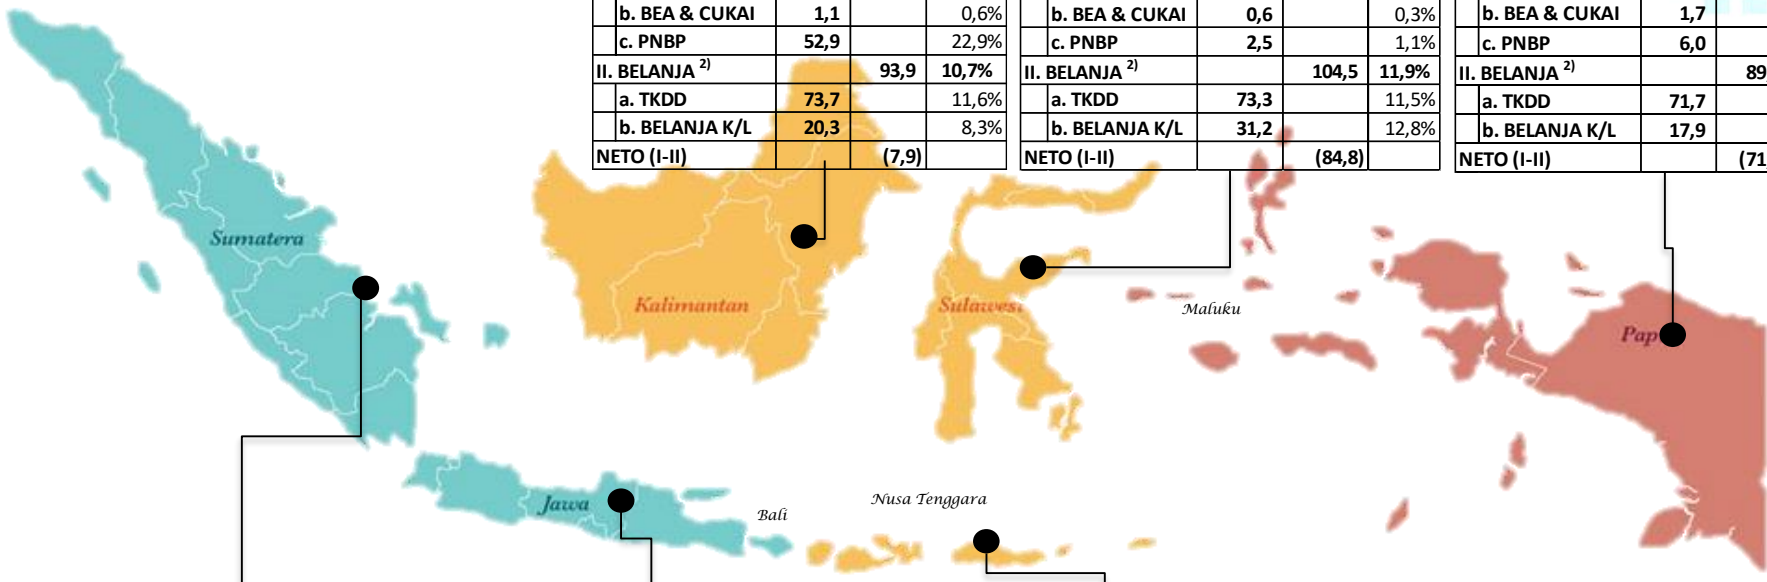 b. BEA & CUKAI 1,1 0,6%
c. PNBP 52,9 22,9%
II. BELANJA 2) 93,9 10,7%
a. TKDD 73,7 11,6%
b. BELANJA K/L 20,3 8,3%
NETO (I-II) (7,9)
b. BEA & CUKAI 0,6 0,3%
c. PNBP 2,5 1,1%
II. BELANJA 2) 104,5 11,9%
a. TKDD 73,3 11,5%
b. BELANJA K/L 31,2 12,8%
NETO (I-II) (84,8)
b. BEA & CUKAI 1,7
c. PNBP 6,0
II. BELANJA 2) 89,
a. TKDD 71,7
b. BELANJA K/L 17,9
NETO (I-II) (71
Sumatera
Kalimantan
Sulawesi
Maluku
Pap
Jawa
Bali
Nusa Tenggara